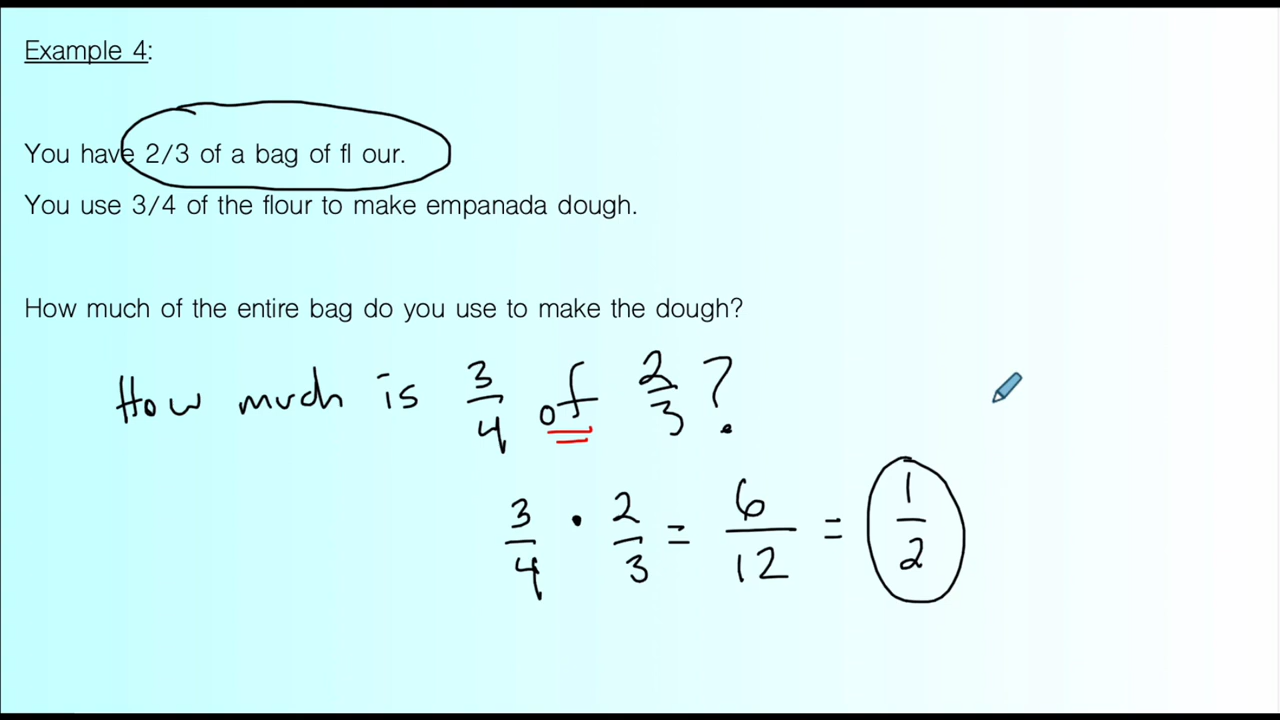 Example 4:
You have 2/3 of a bag of fl our.
You use 3/4 of the flour to make empanada dough.
How much of the entire bag do you use to make the dough?
How much is 3/4 of 2/3?
3/4 · 2/3 = 6/12 = 1/2